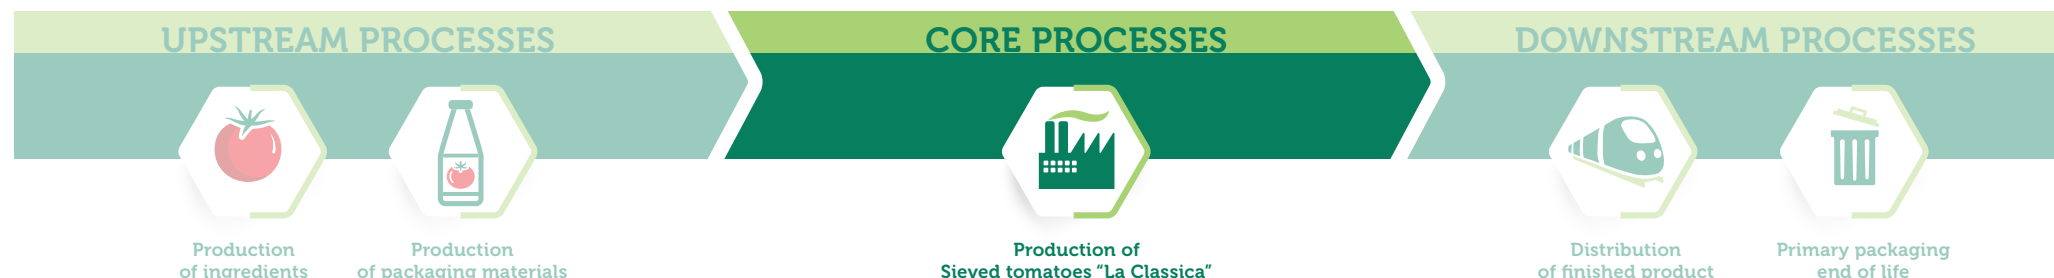 UPSTREAM PROCESSES
CORE PROCESSES
DOWNSTREAM PROCESSES
Production
of ingredients
Production
of packaging materials
Production of
Sieved tomatoes “La Classica”
Distribution
of finished product
Primary packaging
end of life